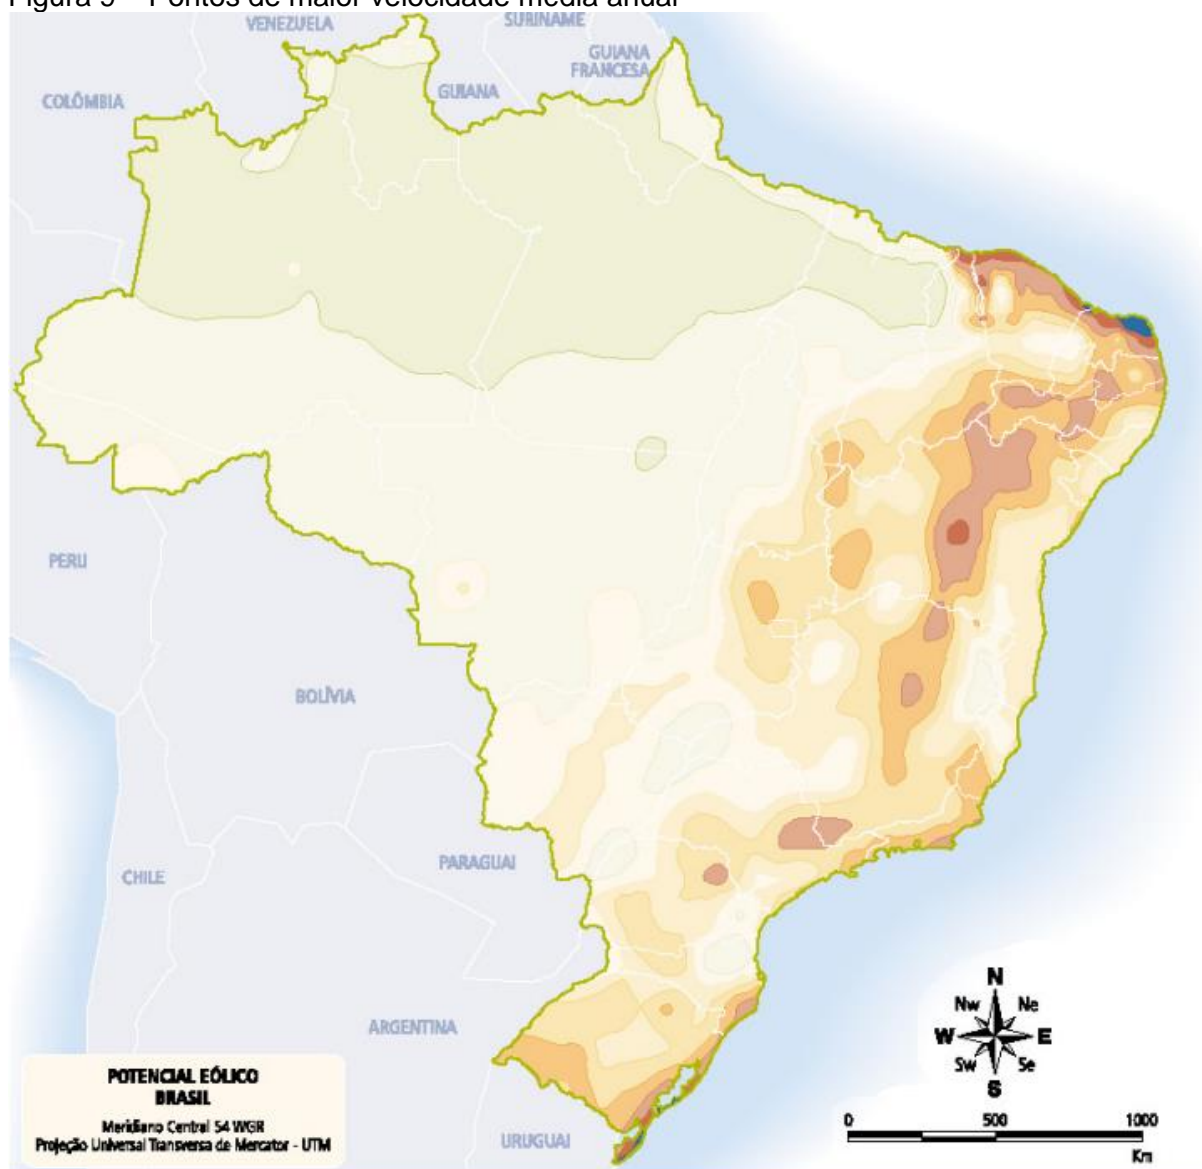 Figura 9 – Pontos de maior velocidade média anual
VENEZUELA
SURINAME
GUIANA
FRANCESA
GUIANA
COLÔMBIA
PERU
BOLÍVIA
PARAGUAI
CHILE
ARGENTINA
URUGUAI
N
Nw
Ne
W
E
Sw
Se
S
0
500
1000
Km
POTENCIAL EÓLICO
BRASIL
Meridiano Central 54 WGR
Projeção Universal Transversa de Mercator - UTM